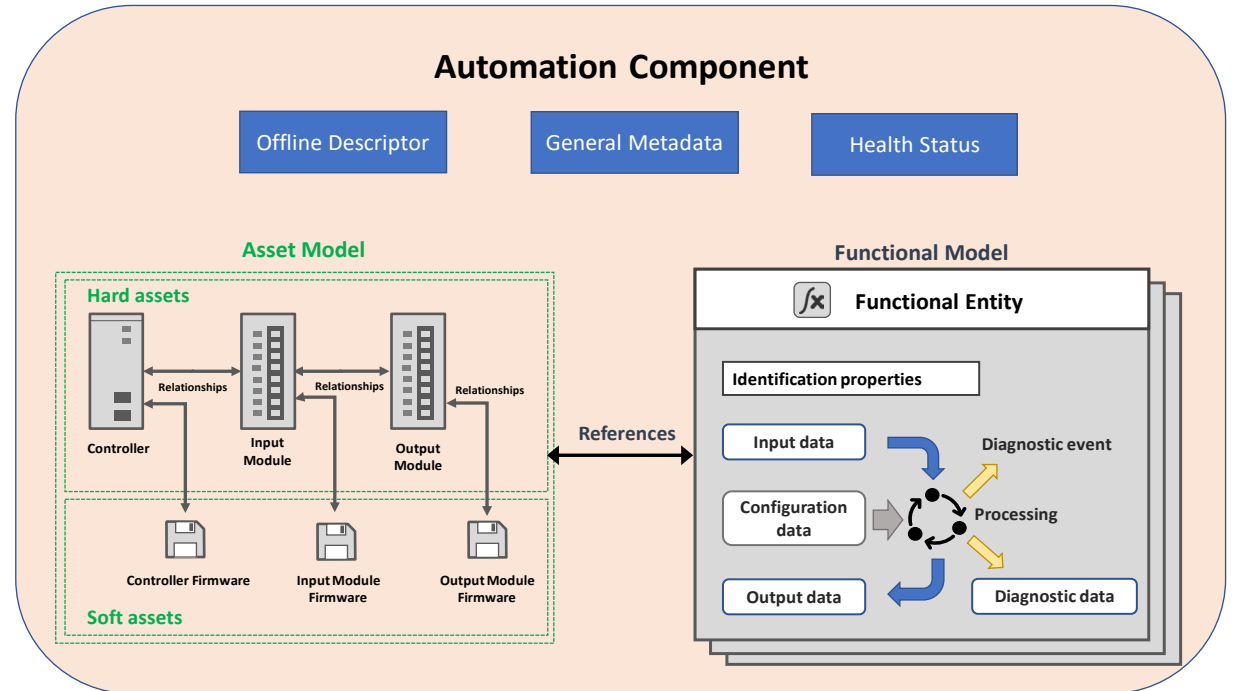 Automation Component
Offline Descriptor
General Metadata
Health Status
Asset Model
Hard assets
Relationships
Relationships
Relationships
Controller
Input
Module
Output
Module
Controller Firmware
Input Module
Firmware
Output Module
Firmware
Soft assets
References
Functional Model
fx Functional Entity
Identification properties
Input data
Diagnostic event
Configuration
data
Processing
Output data
Diagnostic data